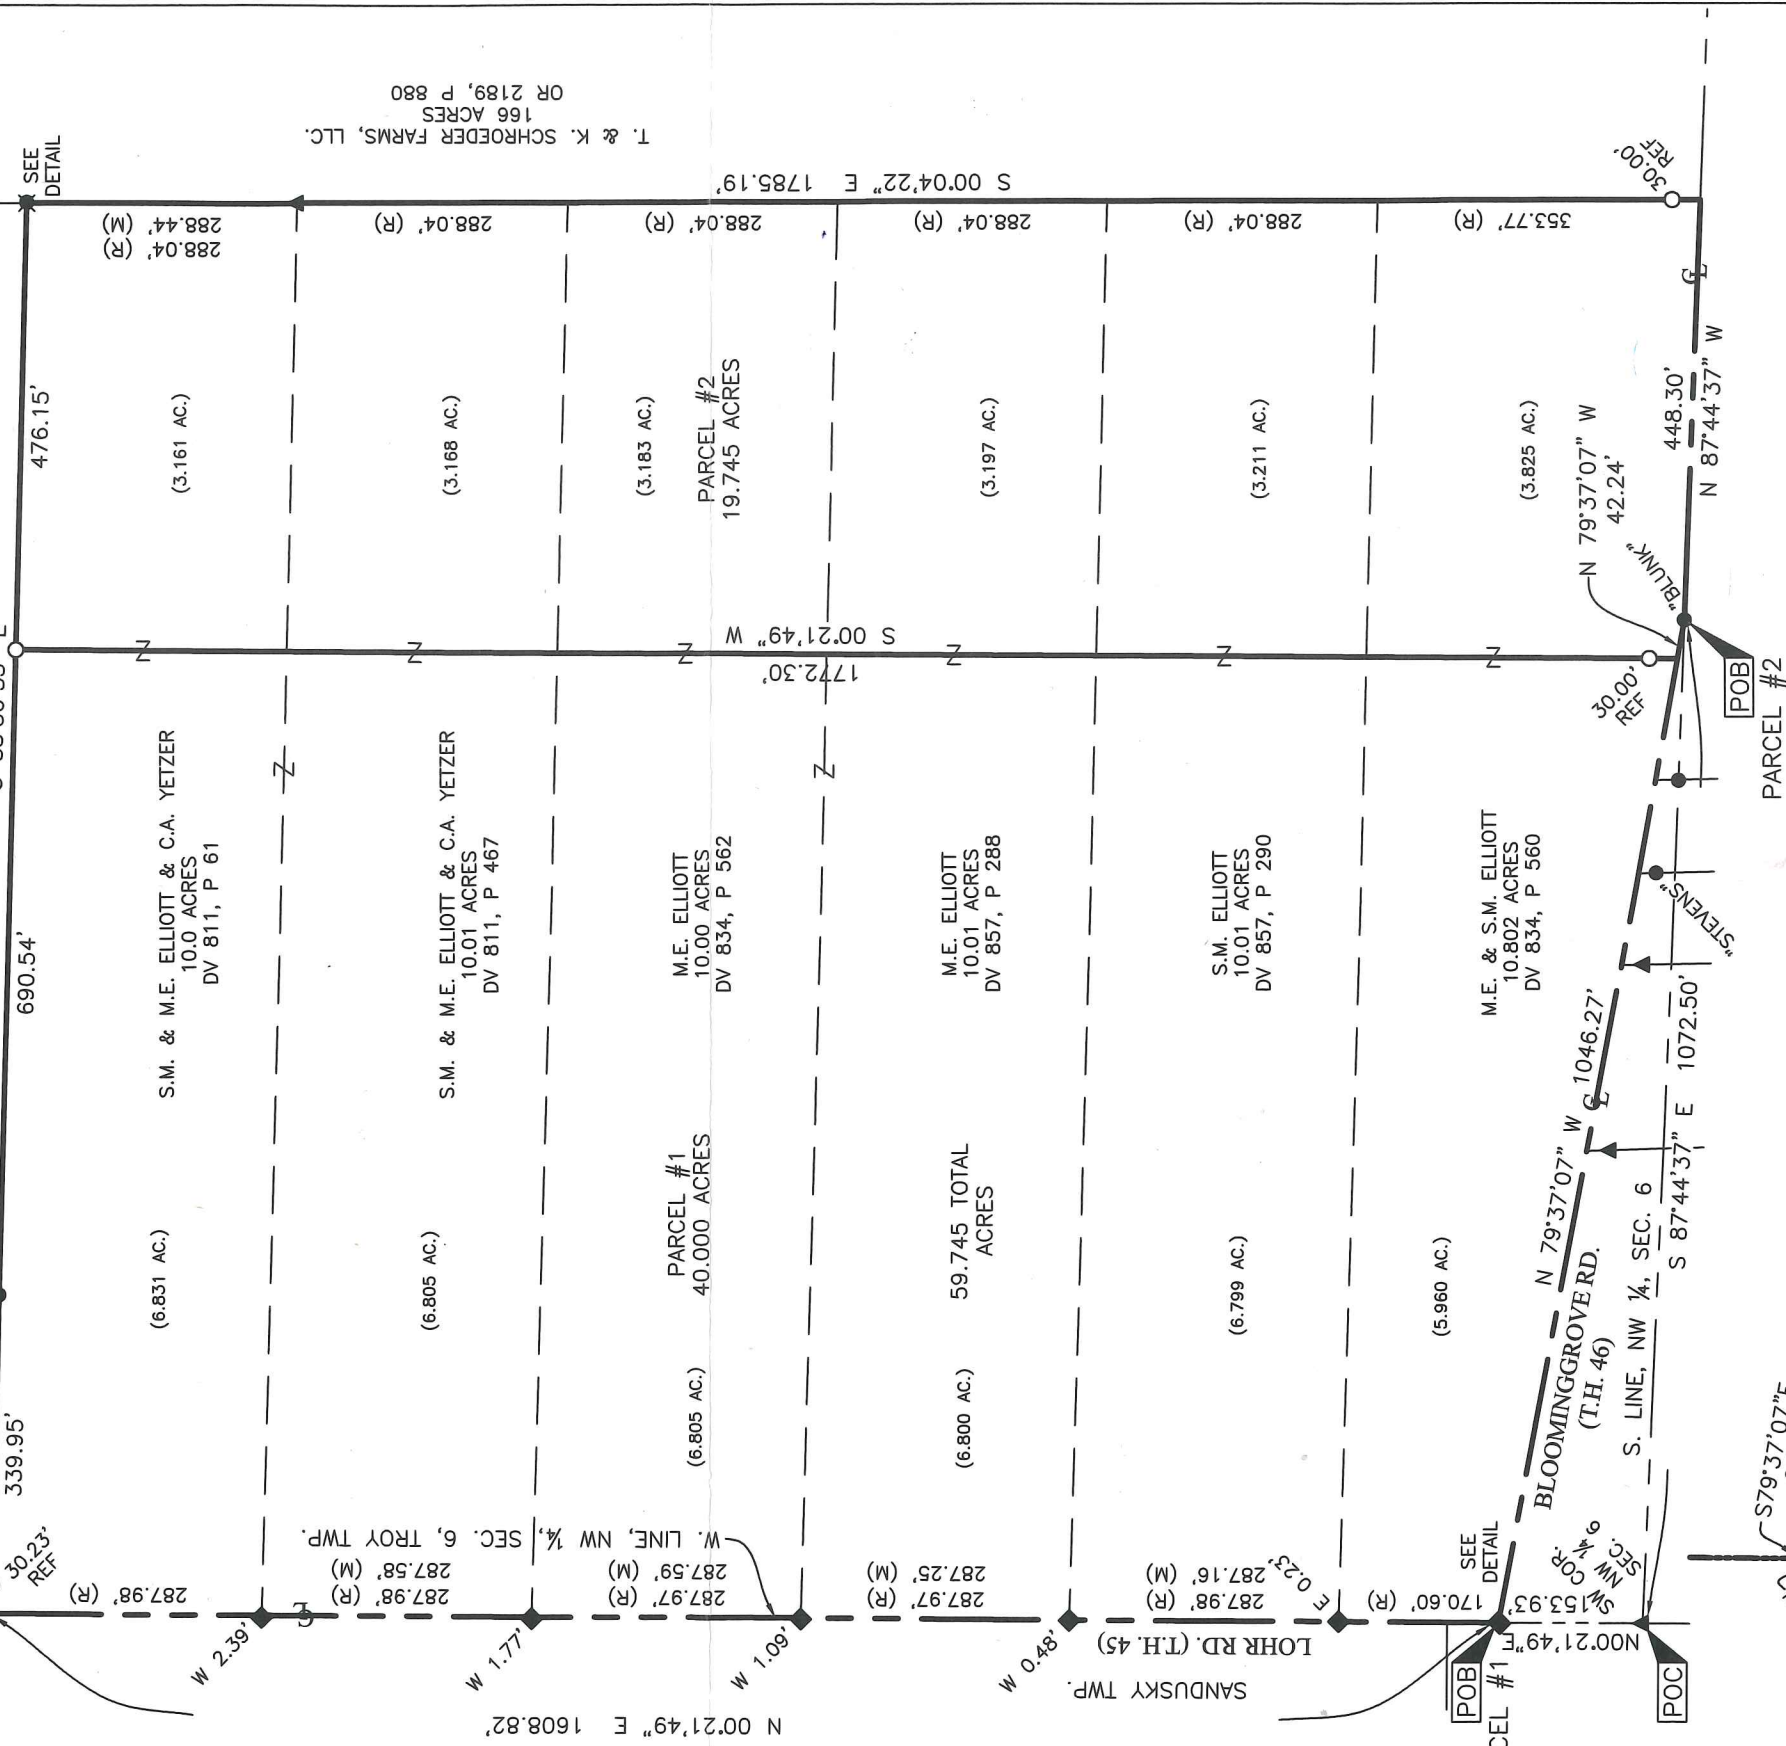 SEE
DETAIL
T. & K. SCHROEDER FARMS, LLC.
166 ACRES
OR 2189, P 880
S 00°04'22" E 1785.19'
288.04' (R)
288.44' (M)
288.04' (R)
288.04' (R)
288.04' (R)
288.04' (R)
353.77' (R)
30.00'
REF
476.15'
(3.161 AC.)
(3.168 AC.)
(3.183 AC.)
PARCEL #2
19.745 ACRES
(3.197 AC.)
(3.211 AC.)
(3.825 AC.)
N 79°37'07" W
42.24'
448.30'
N 87°44'37" W
"BLUNK"
S 00°21'49" W
1772.30'
30.00'
REF
POB
PARCEL #2
690.54'
S.M. & M.E. ELLIOTT & C.A. YETZER
10.0 ACRES
DV 811, P 61
S.M. & M.E. ELLIOTT & C.A. YETZER
10.01 ACRES
DV 811, P 467
M.E. ELLIOTT
10.00 ACRES
DV 834, P 562
M.E. ELLIOTT
10.01 ACRES
DV 857, P 288
S.M. ELLIOTT
10.01 ACRES
DV 857, P 290
M.E. & S.M. ELLIOTT
10.802 ACRES
DV 834, P 560
"STEVENS"
(6.831 AC.)
(6.805 AC.)
PARCEL #1
40.000 ACRES
(6.805 AC.)
59.745 TOTAL
ACRES
(6.800 AC.)
(6.799 AC.)
(5.960 AC.)
N 79°37'07" W 1046.27'
BLOOMINGGROVE RD.
(T.H. 46)
S. LINE, NW ¼, SEC. 6
S 87°44'37" E 1072.50'
339.95'
30.23'
REF
W. LINE, NW ¼, SEC. 6, TROY TWP.
287.98' (R)
287.98' (R)
287.58' (M)
287.97' (R)
287.59' (M)
287.97' (R)
287.25' (M)
287.98' (R)
287.16' (M)
170.60' (R)
E 0.23'
W 2.39'
W 1.77'
W 1.09'
W 0.48'
LOHR RD. (T.H. 45)
SANDUSKY TWP.
N 00°21'49" E 1608.82'
SEE
DETAIL
153.93'
N00°21'49"E
SW COR.
NW ¼
SEC. 6
POB
CEL #1
POC
S79°37'07"E